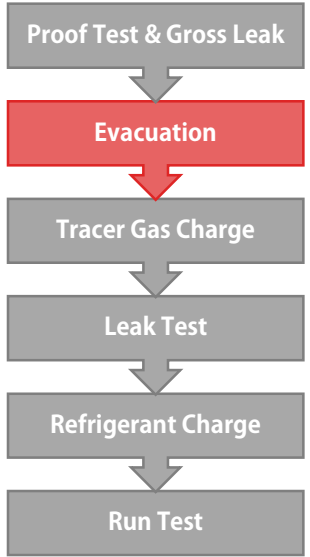 Proof Test & Gross Leak
Evacuation
Tracer Gas Charge
Leak Test
Refrigerant Charge
Run Test